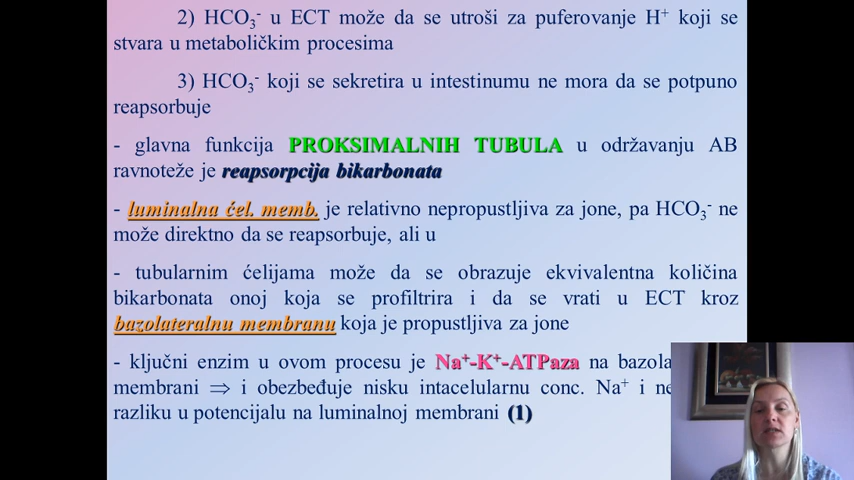 2) HCO₃⁻ u ECT može da se utroši za puferovanje H⁺ koji se
stvara u metaboličkim procesima
3) HCO₃⁻ koji se sekretira u intestinumu ne mora da se potpuno
reapsorbuje
- glavna funkcija PROKSIMALNIH TUBULA u održavanju AB
ravnoteže je reapsorpcija bikarbonata
- luminalna ćel. memb. je relativno nepropustljiva za jone, pa HCO₃⁻ ne
može direktno da se reapsorbuje, ali u
- tubularnim ćelijama može da se obrazuje ekvivalentna količina
bikarbonata onoj koja se profiltrira i da se vrati u ECT kroz
bazolateralnu membranu koja je propustljiva za jone
- ključni enzim u ovom procesu je Na⁺-K⁺-ATPaza na
membrani ⇒ i obezbeđuje nisku intacelularnu conc. Na⁺ i
razliku u potencijalu na luminalnoj membrani (1)